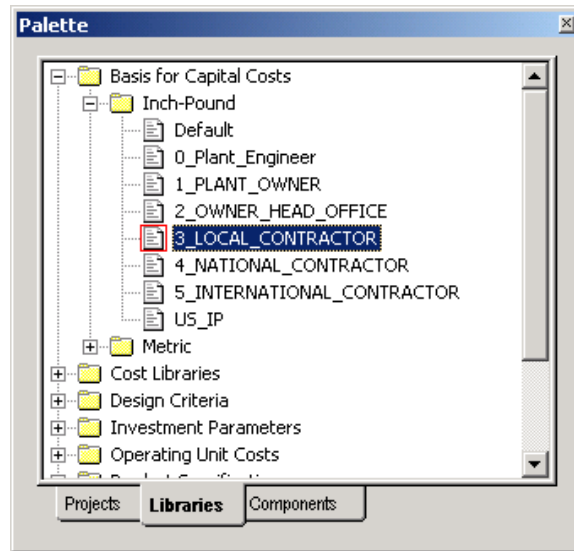 Palette
Basis for Capital Costs
Inch-Pound
Default
0_Plant_Engineer
1_PLANT_OWNER
2_OWNER_HEAD_OFFICE
3_LOCAL_CONTRACTOR
4_NATIONAL_CONTRACTOR
5_INTERNATIONAL_CONTRACTOR
US_IP
Metric
Cost Libraries
Design Criteria
Investment Parameters
Operating Unit Costs
Projects Libraries Components